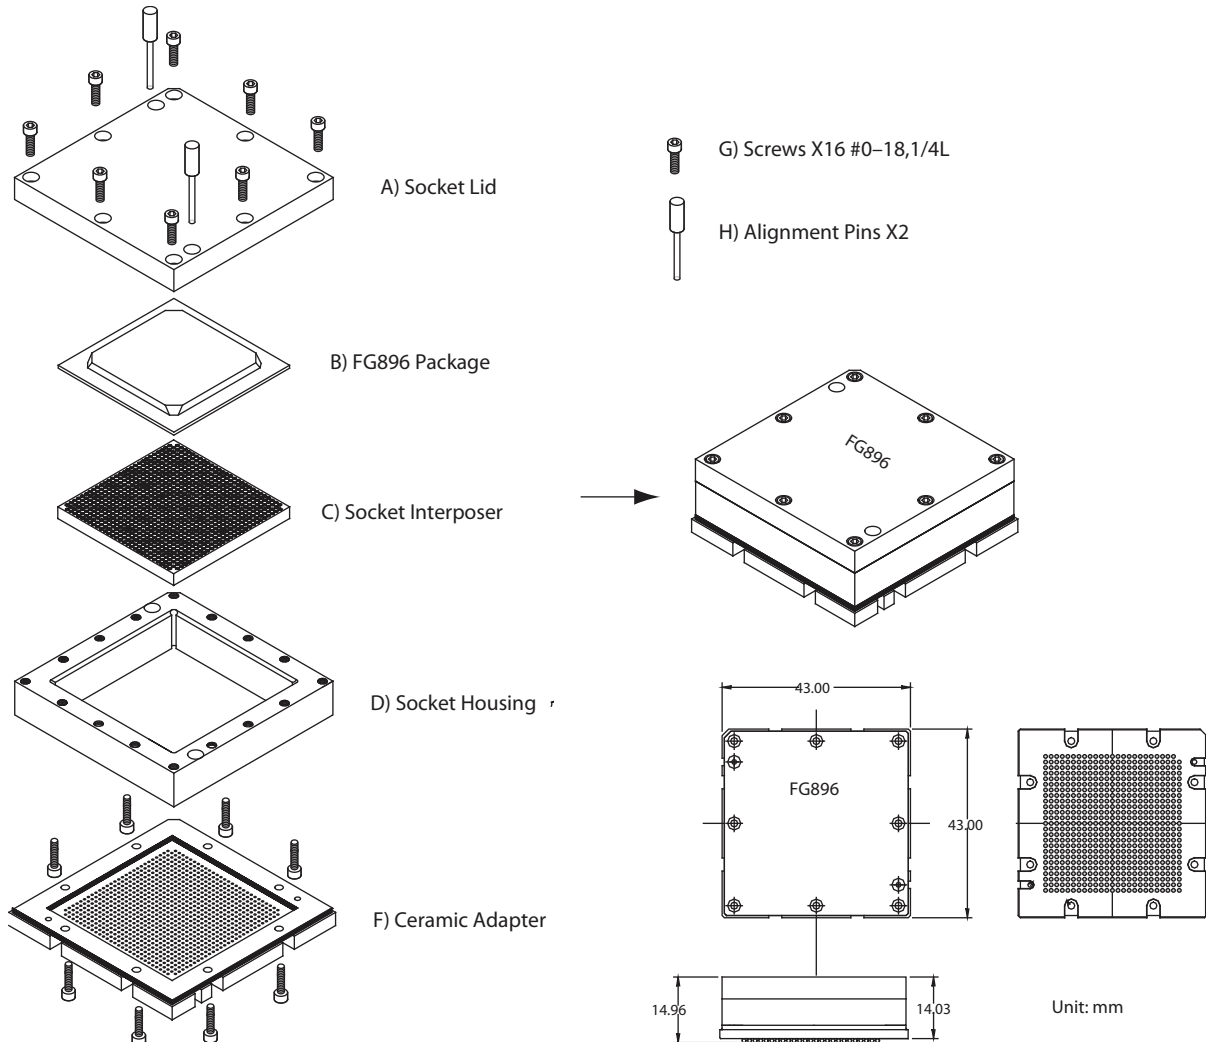 A) Socket Lid
B) FG896 Package
C) Socket Interposer
D) Socket Housing
F) Ceramic Adapter
G) Screws X16 #0–18,1/4L
H) Alignment Pins X2
FG896
43.00
FG896
43.00
14.96
14.03
Unit: mm